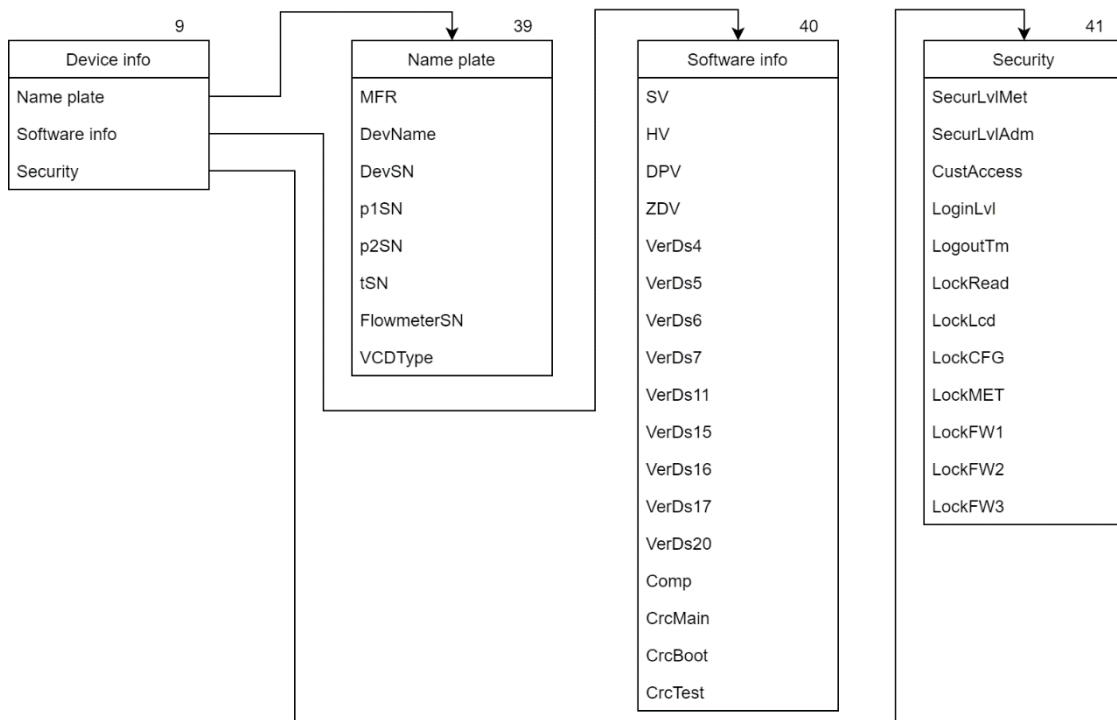 9
Device info
Name plate
Software info
Security
39
Name plate
MFR
DevName
DevSN
p1SN
p2SN
tSN
FlowmeterSN
VCDType
40
Software info
SV
HV
DPV
ZDV
VerDs4
VerDs5
VerDs6
VerDs7
VerDs11
VerDs15
VerDs16
VerDs17
VerDs20
Comp
CrcMain
CrcBoot
CrcTest
41
Security
SecurLvlMet
SecurLvlAdm
CustAccess
LoginLvl
LogoutTm
LockRead
LockLcd
LockCFG
LockMET
LockFW1
LockFW2
LockFW3